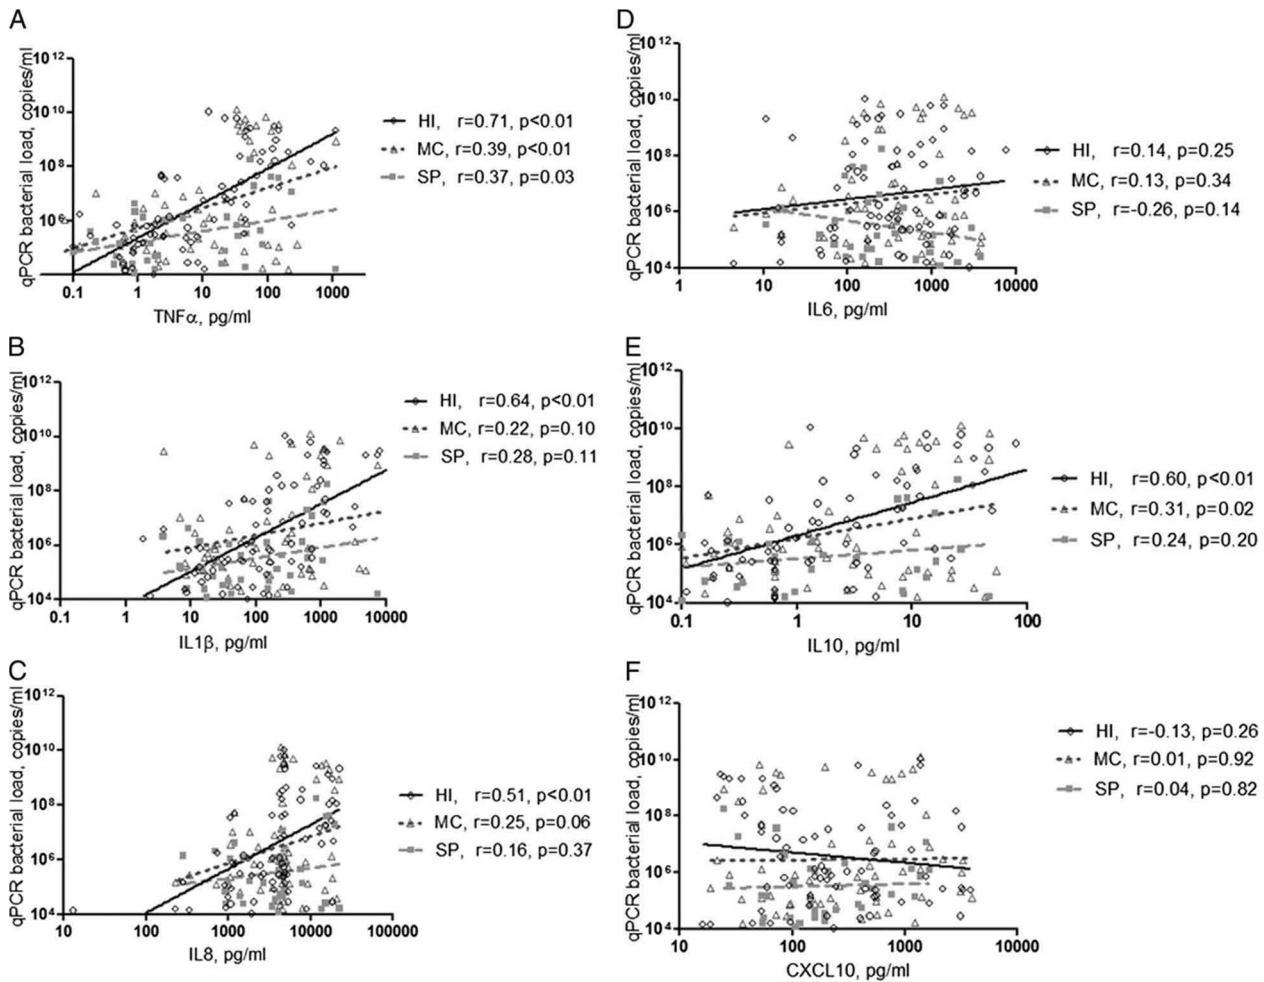 A
qPCR bacterial load, copies/ml
10^12
10^10
10^8
10^6
0.1 1 10 100 1000
TNFα, pg/ml
HI, r=0.71, p<0.01
MC, r=0.39, p<0.01
SP, r=0.37, p=0.03
B
qPCR bacterial load, copies/ml
10^12
10^10
10^8
10^6
10^4
0.1 1 10 100 1000 10000
IL1β, pg/ml
HI, r=0.64, p<0.01
MC, r=0.22, p=0.10
SP, r=0.28, p=0.11
C
qPCR bacterial load, copies/ml
10^12
10^10
10^8
10^6
10^4
10 100 1000 10000 100000
IL8, pg/ml
HI, r=0.51, p<0.01
MC, r=0.25, p=0.06
SP, r=0.16, p=0.37
D
qPCR bacterial load, copies/ml
10^12
10^10
10^8
10^6
10^4
1 10 100 1000 10000
IL6, pg/ml
HI, r=0.14, p=0.25
MC, r=0.13, p=0.34
SP, r=-0.26, p=0.14
E
qPCR bacterial load, copies/ml
10^12
10^10
10^8
10^6
10^4
0.1 1 10 100
IL10, pg/ml
HI, r=0.60, p<0.01
MC, r=0.31, p=0.02
SP, r=0.24, p=0.20
F
qPCR bacterial load, copies/ml
10^12
10^10
10^8
10^6
10^4
10 100 1000 10000
CXCL10, pg/ml
HI, r=-0.13, p=0.26
MC, r=0.01, p=0.92
SP, r=0.04, p=0.82